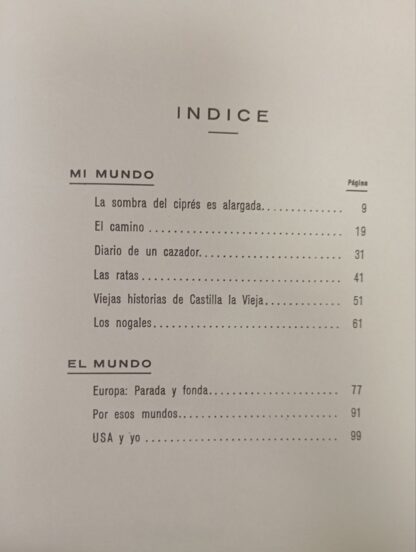 INDICE
MI MUNDO
Página
La sombra del ciprés es alargada.............. 9
El camino ................................ 19
Diario de un cazador........................ 31
Las ratas ................................. 41
Viejas historias de Castilla la Vieja............. 51
Los nogales............................... 61
EL MUNDO
Europa: Parada y fonda...................... 77
Por esos mundos........................... 91
USA y yo ................................ 99